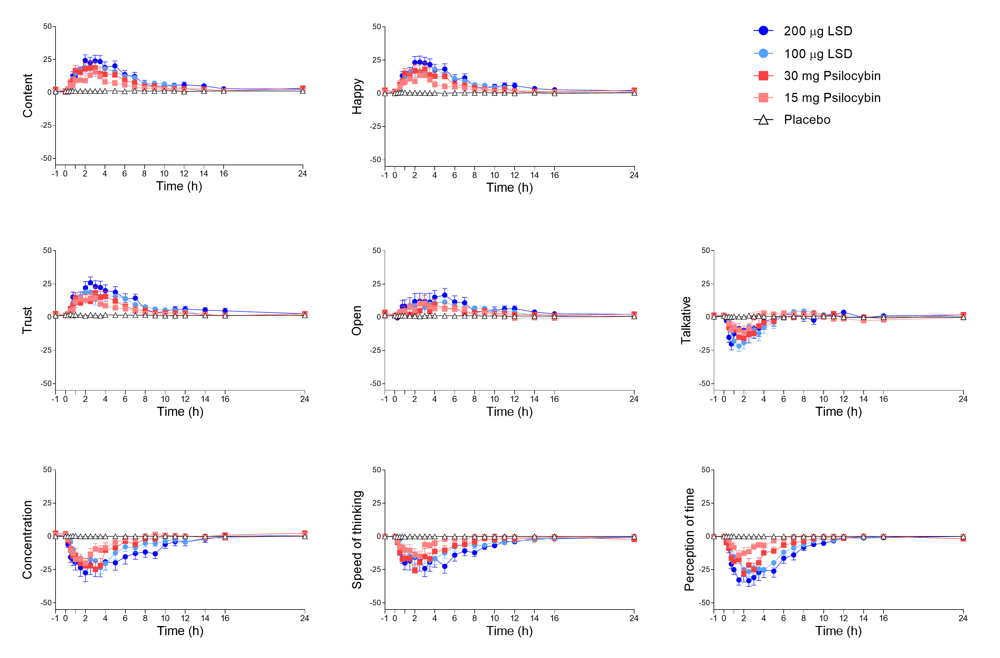 Content
50
25
0
-25
-50
-1 0 2 4 6 8 10 12 14 16 24
Time (h)
Happy
50
25
0
-25
-50
-1 0 2 4 6 8 10 12 14 16 24
Time (h)
200 μg LSD
100 μg LSD
30 mg Psilocybin
15 mg Psilocybin
Placebo
Trust
50
25
0
-25
-50
-1 0 2 4 6 8 10 12 14 16 24
Time (h)
Open
50
25
0
-25
-50
-1 0 2 4 6 8 10 12 14 16 24
Time (h)
Talkative
50
25
0
-25
-50
-1 0 2 4 6 8 10 12 14 16 24
Time (h)
Concentration
50
25
0
-25
-50
-1 0 2 4 6 8 10 12 14 16 24
Time (h)
Speed of thinking
50
25
0
-25
-50
-1 0 2 4 6 8 10 12 14 16 24
Time (h)
Perception of time
50
25
0
-25
-50
-1 0 2 4 6 8 10 12 14 16 24
Time (h)